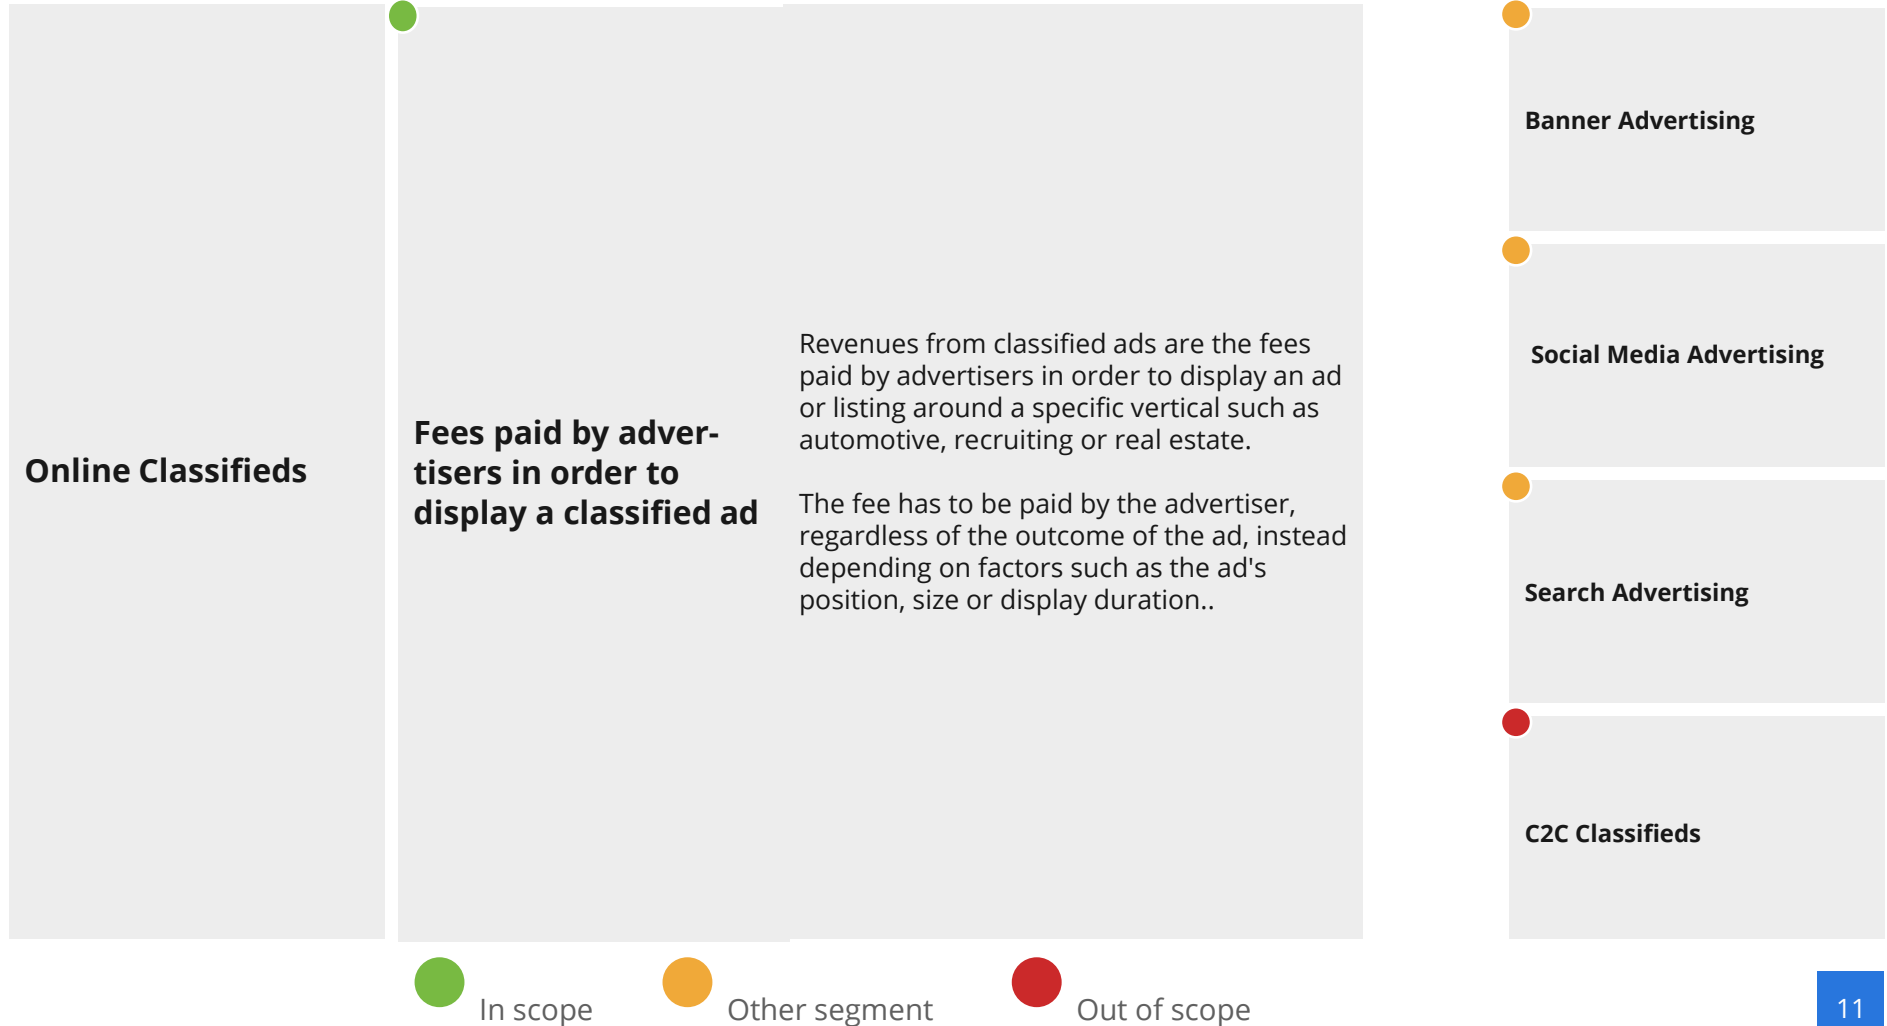 Online Classifieds
Fees paid by adver-
tisers in order to
display a classified ad
Revenues from classified ads are the fees
paid by advertisers in order to display an ad
or listing around a specific vertical such as
automotive, recruiting or real estate.
The fee has to be paid by the advertiser,
regardless of the outcome of the ad, instead
depending on factors such as the ad's
position, size or display duration..
Banner Advertising
Social Media Advertising
Search Advertising
C2C Classifieds
In scope
Other segment
Out of scope
11